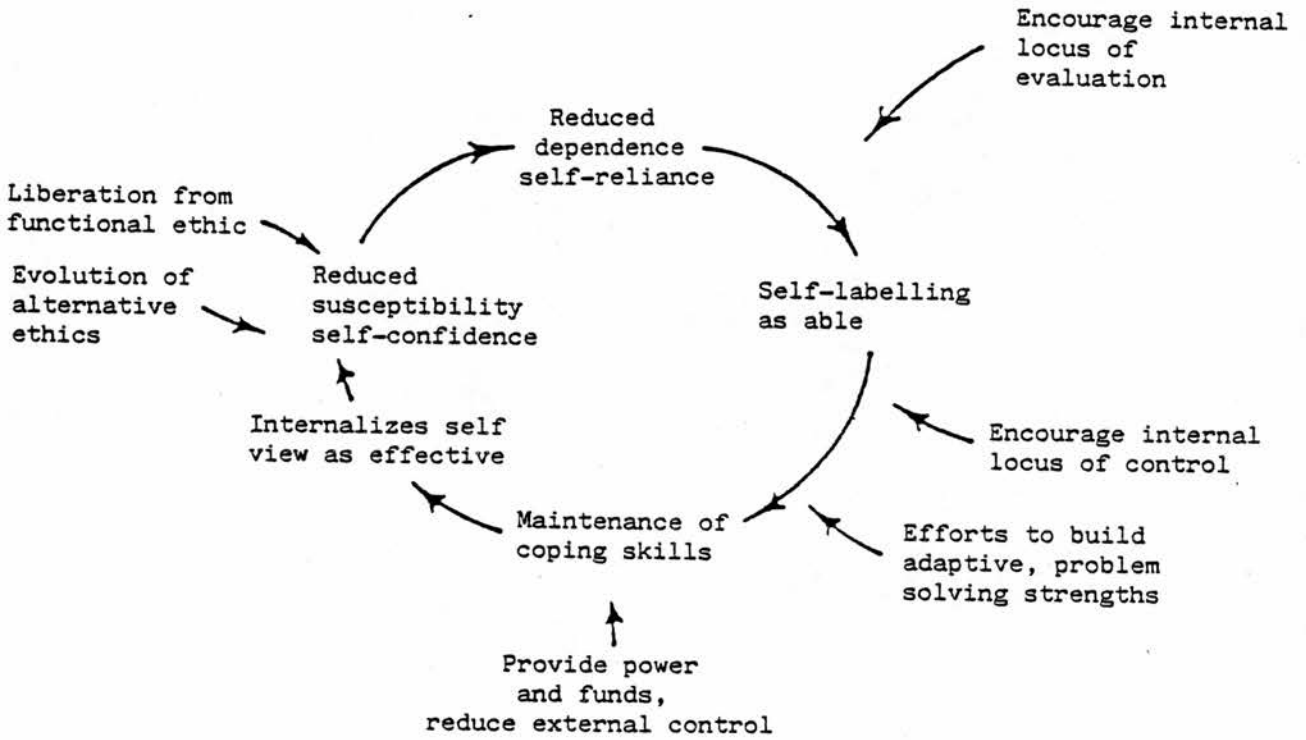 Encourage internal
locus of
evaluation
Reduced
dependence
self-reliance
Liberation from
functional ethic
Evolution of
alternative
ethics
Reduced
susceptibility
self-confidence
Self-labelling
as able
Internalizes self
view as effective
Encourage internal
locus of control
Maintenance of
coping skills
Efforts to build
adaptive, problem
solving strengths
Provide power
and funds,
reduce external control